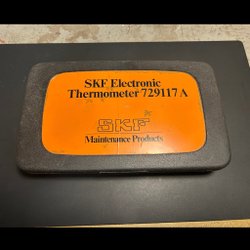 SKF Electronic
Thermometer 729117 A
SKF
Maintenance Products